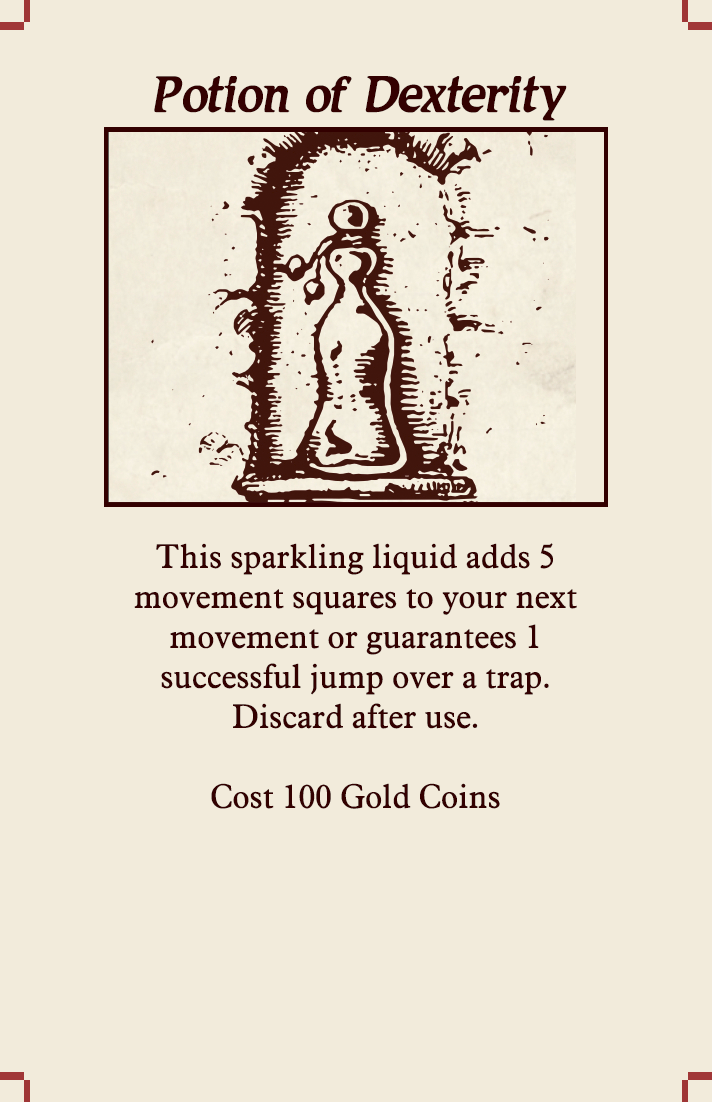 Potion of Dexterity
This sparkling liquid adds 5
movement squares to your next
movement or guarantees 1
successful jump over a trap.
Discard after use.
Cost 100 Gold Coins